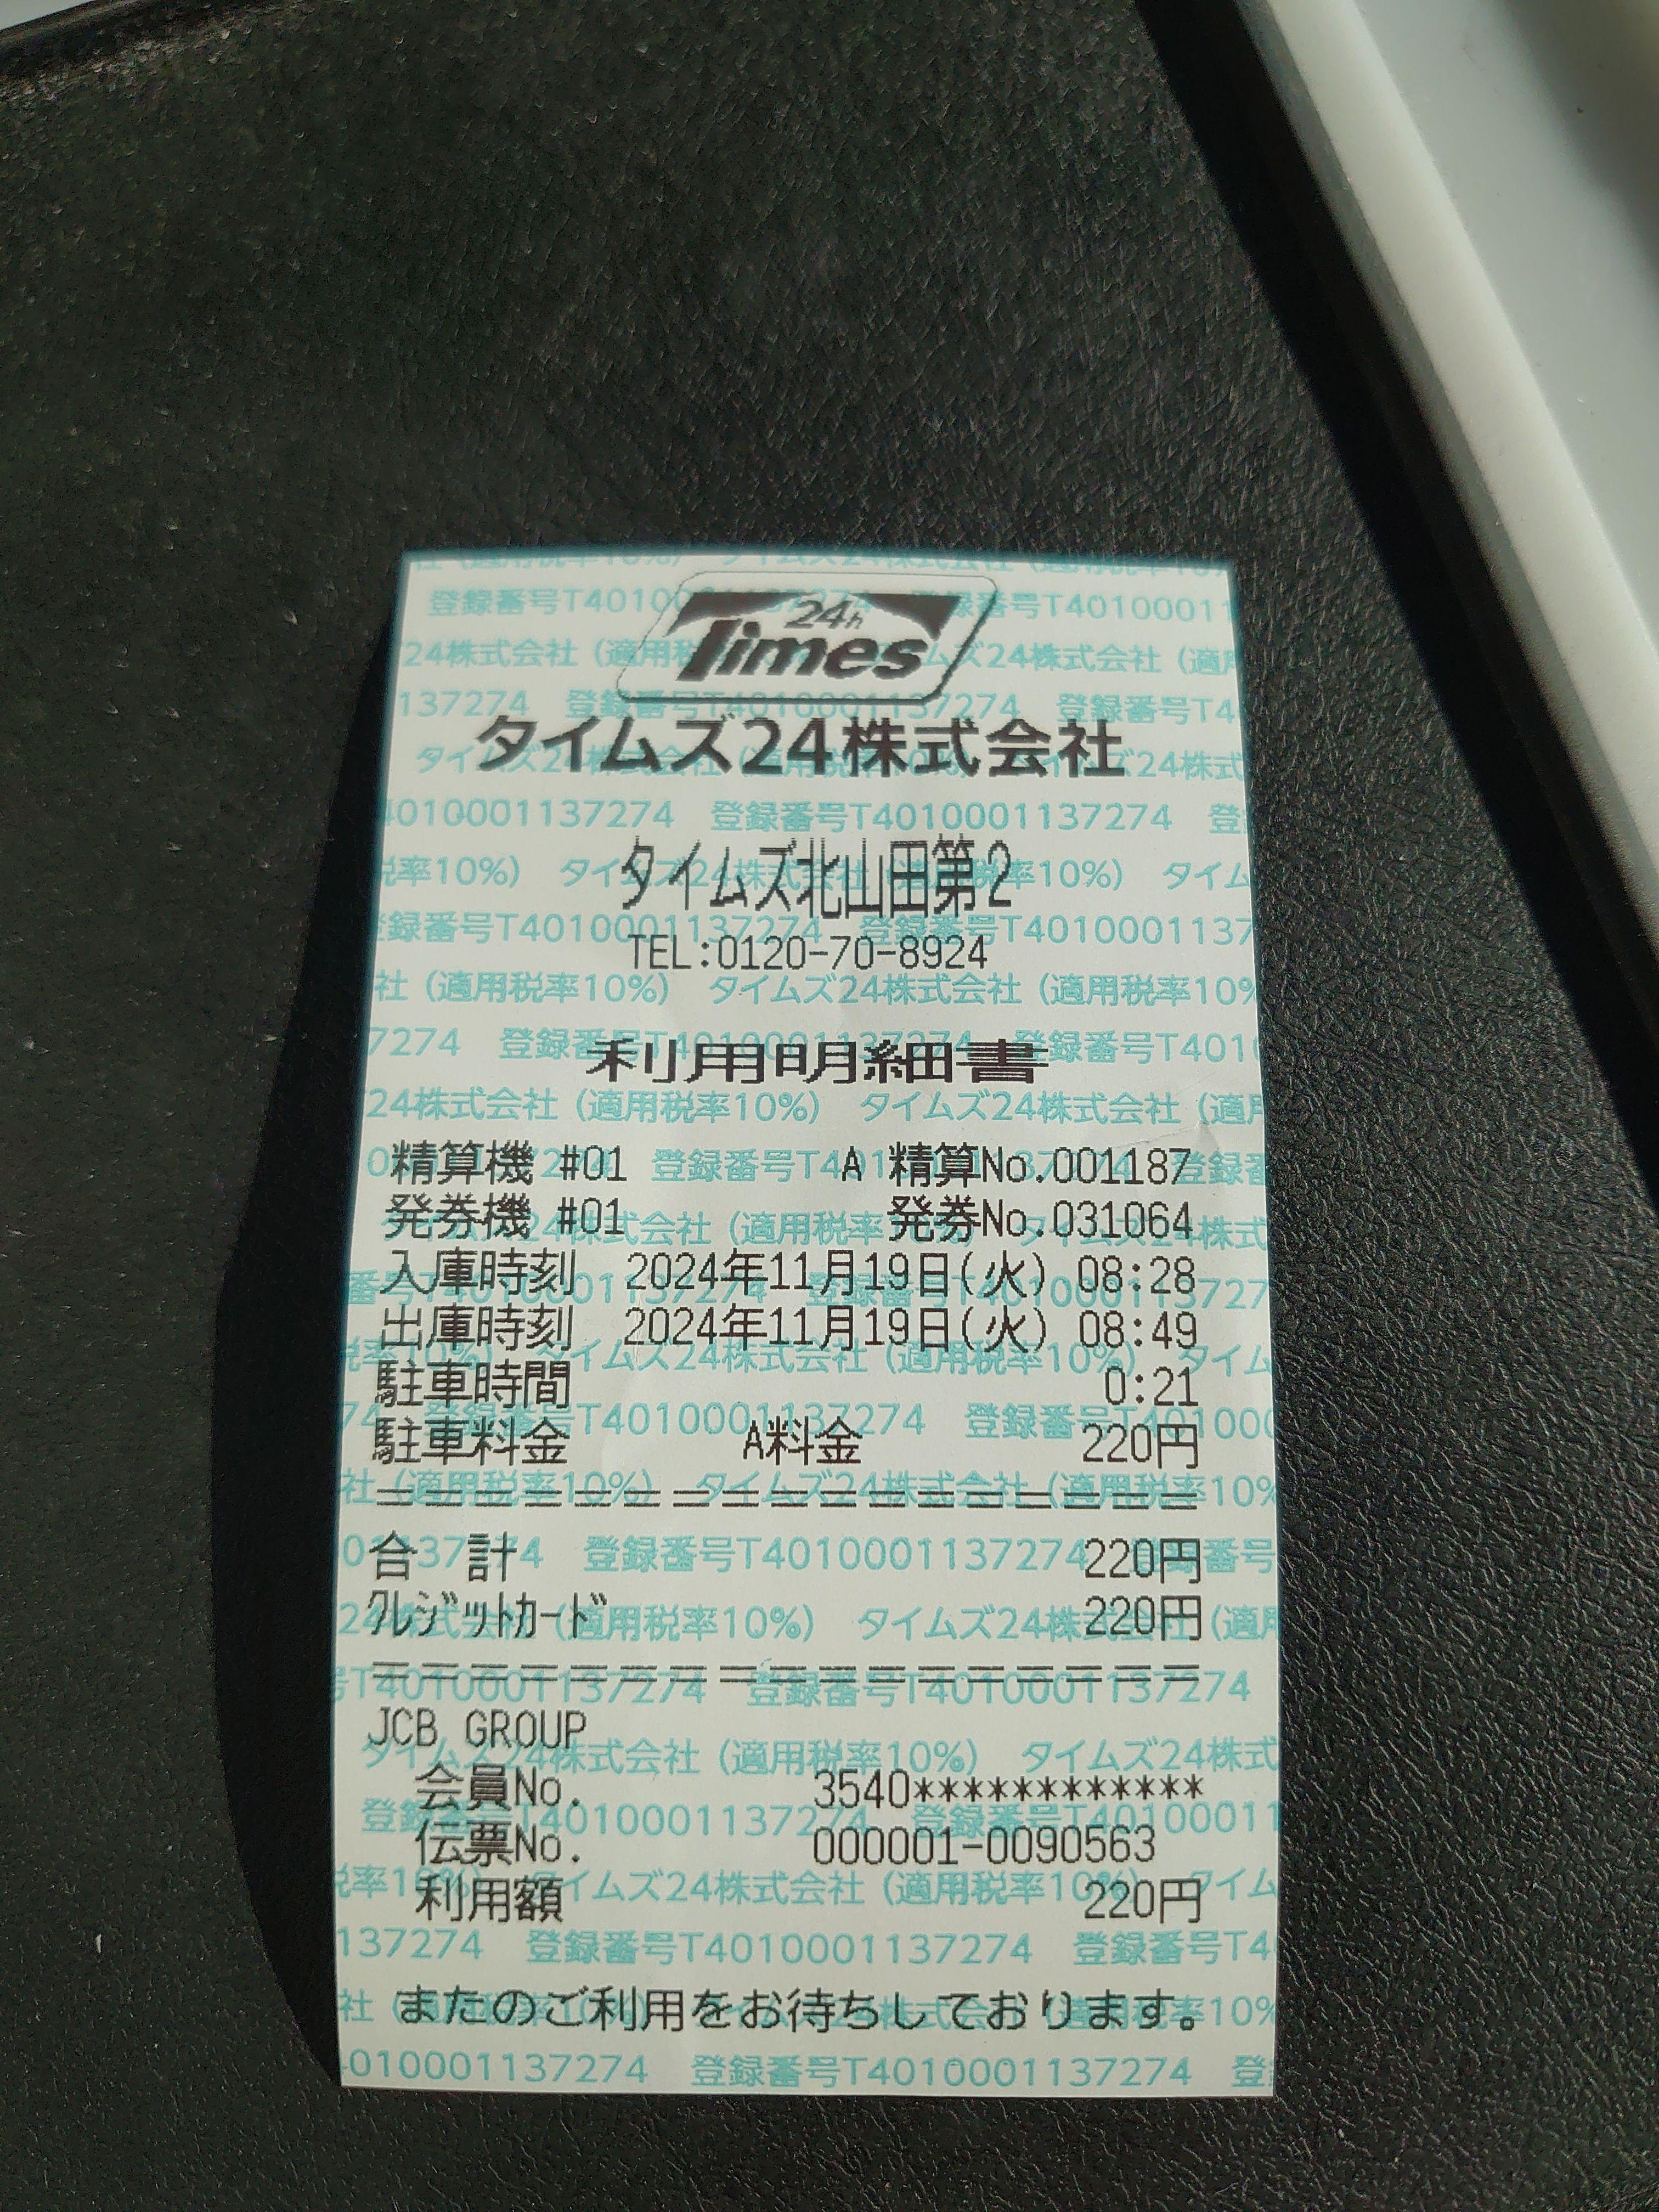 24h
Times
タイムズ24株式会社
タイムズ北山田第2
TEL:0120-70-8924
利用明細書
精算機 #01 A 精算No.001187
発券機 #01 発券No.031064
入庫時刻 2024年11月19日(火) 08:28
出庫時刻 2024年11月19日(火) 08:49
駐車時間 0:21
駐車料金 A料金 220円
合 計 220円
クレジットカード 220円
JCB GROUP
会員No. 3540************
伝票No. 000001-0090563
利用額 220円
またのご利用をお待ちしております。
タイムズ24株式会社 (適用税率10%)
登録番号T4010001137274